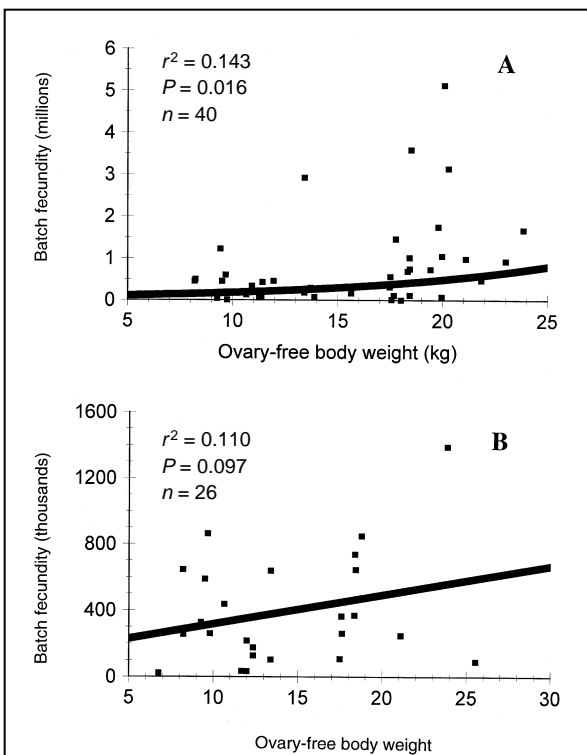 A
r² = 0.143
P = 0.016
n = 40
Batch fecundity (millions)
6
5
4
3
2
1
0
5 10 15 20 25
Ovary-free body weight (kg)
B
r² = 0.110
P = 0.097
n = 26
Batch fecundity (thousands)
1600
1200
800
400
0
5 10 15 20 25 30
Ovary-free body weight